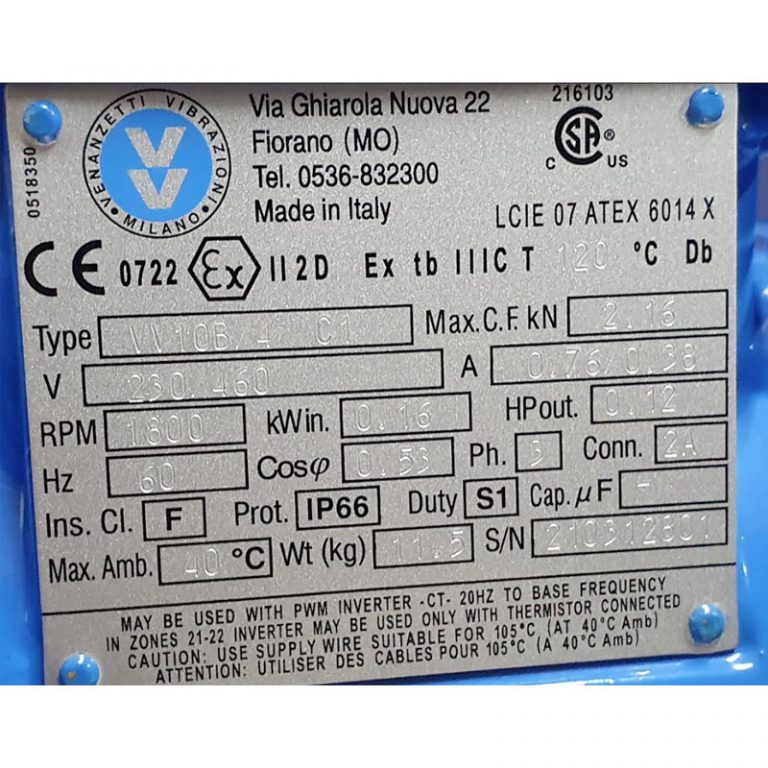 0518350
VENANZETTI VIBRAZIONI
MILANO
VV
Via Ghiarola Nuova 22
Fiorano (MO)
Tel. 0536-832300
Made in Italy
216103
CSA ®
C US
LCIE 07 ATEX 6014 X
CE 0722 Ex II 2 D Ex tb IIIC T 120 °C Db
Type VV10B/4 C1 Max.C.F. kN 2.16
V 230/460 A 0.76/0.38
RPM 1800 kWin. 0.16 HPout. 0.12
Hz 60 Cosφ 0.53 Ph. 3 Conn. 2A
Ins. Cl. F Prot. IP66 Duty S1 Cap. μF -
Max. Amb. 40 °C Wt (kg) 11.5 S/N 210312801
MAY BE USED WITH PWM INVERTER -CT- 20HZ TO BASE FREQUENCY
IN ZONES 21-22 INVERTER MAY BE USED ONLY WITH THERMISTOR CONNECTED
CAUTION: USE SUPPLY WIRE SUITABLE FOR 105°C (AT 40°C Amb)
ATTENTION: UTILISER DES CABLES POUR 105°C (A 40°C Amb)